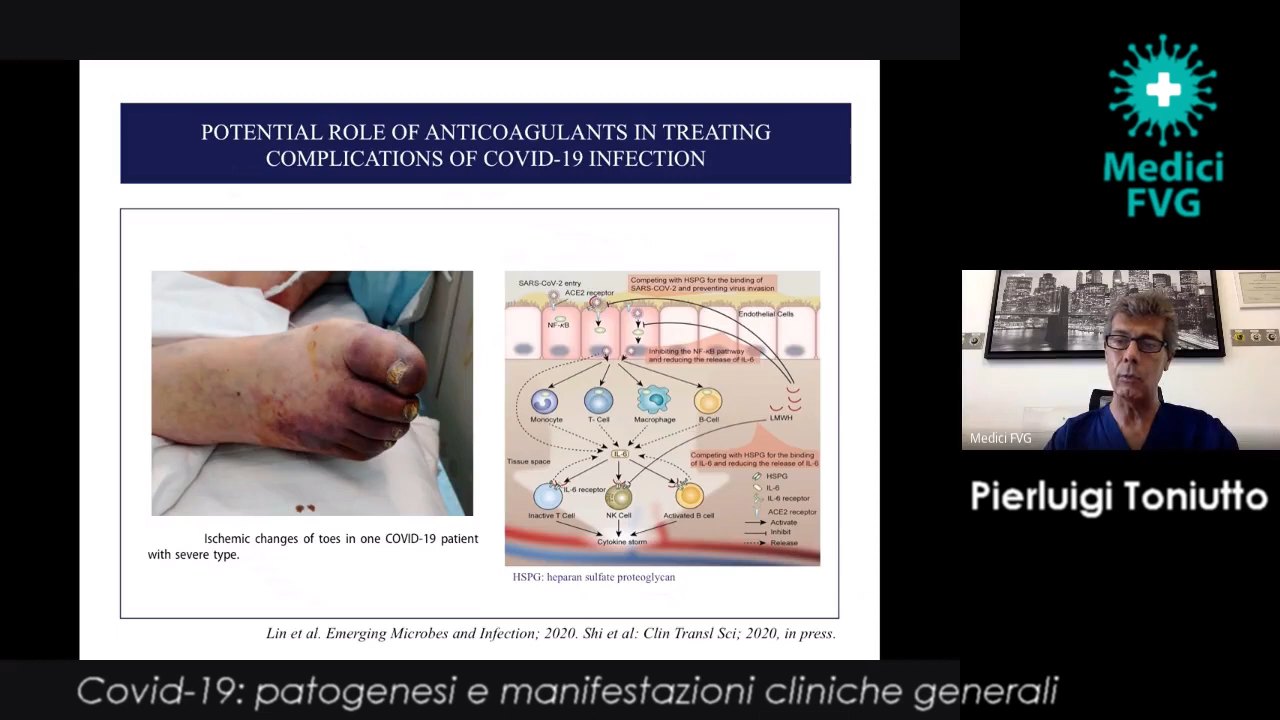 POTENTIAL ROLE OF ANTICOAGULANTS IN TREATING
COMPLICATIONS OF COVID-19 INFECTION
SARS-CoV-2 entry
ACE2 receptor
Competing with HSPG for the binding of
SARS-COV-2 and preventing virus invasion
Endothelial Cells
NF-κB
Inhibiting the NF-κB pathway
and reducing the release of IL-6
Monocyte
T- Cell
Macrophage
B-Cell
LMWH
IL-6
Tissue space
Competing with HSPG for the binding
of IL-6 and reducing the release of IL-6
IL-6 receptor
Inactive T Cell
NK Cell
Activated B cell
Cytokine storm
HSPG
IL-6
IL-6 receptor
ACE2 receptor
Activate
Inhibit
Release
Ischemic changes of toes in one COVID-19 patient
with severe type.
HSPG: heparan sulfate proteoglycan
Lin et al. Emerging Microbes and Infection; 2020. Shi et al: Clin Transl Sci; 2020, in press.
Medici
FVG
Medici FVG
Pierluigi Toniutto
Covid-19: patogenesi e manifestazioni cliniche generali